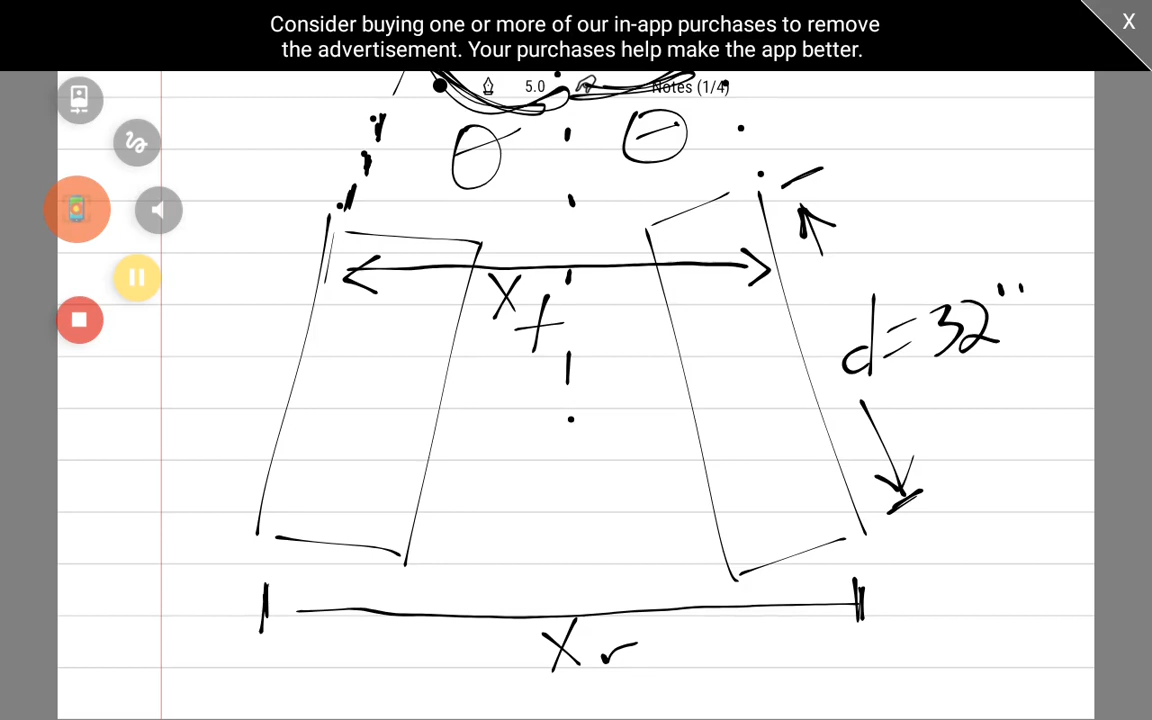 Consider buying one or more of our in-app purchases to remove
the advertisement. Your purchases help make the app better.
X
5.0
Notes (1/4)
θ θ
Xf
d=32"
Xr